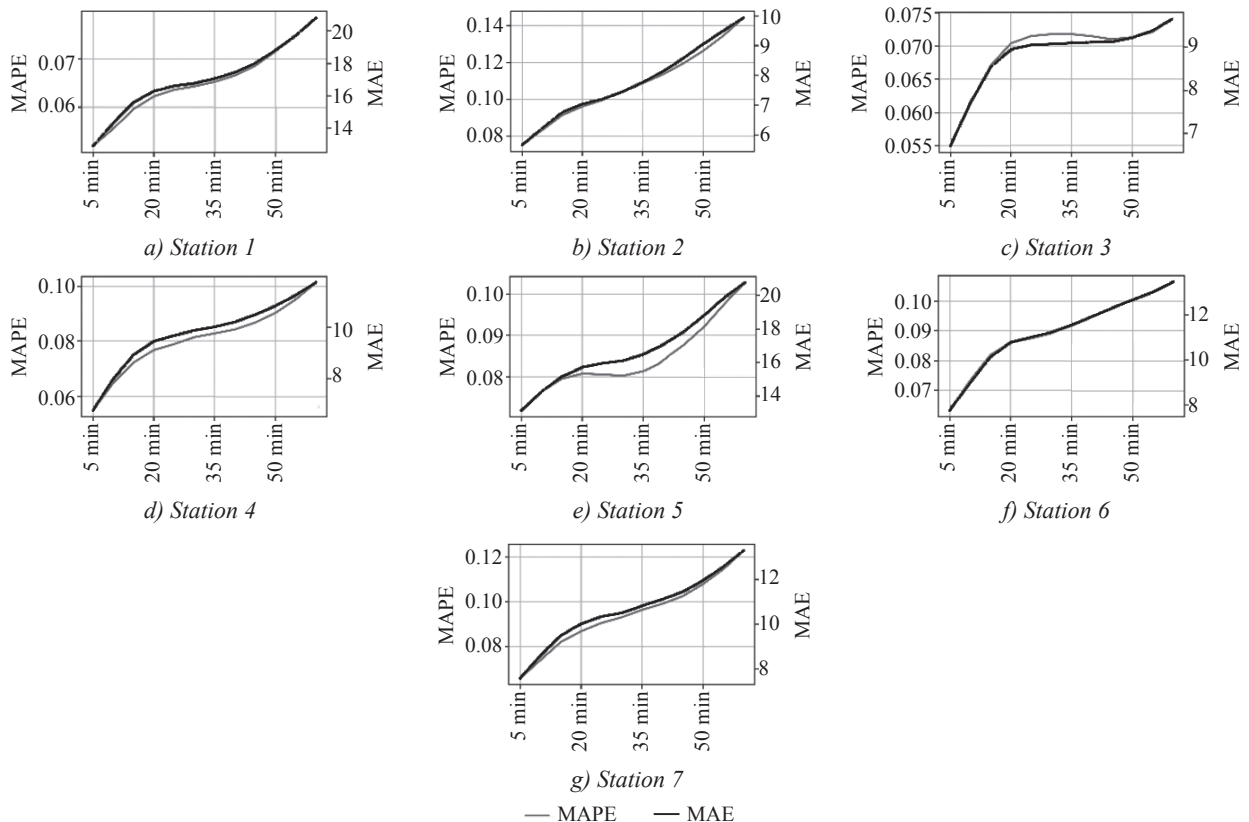 MAPE
0.07
0.06
20
18
16
14
MAE
5 min
20 min
35 min
50 min
a) Station 1
MAPE
0.14
0.12
0.10
0.08
10
9
8
7
6
MAE
5 min
20 min
35 min
50 min
b) Station 2
MAPE
0.075
0.070
0.065
0.060
0.055
9
8
7
MAE
5 min
20 min
35 min
50 min
c) Station 3
MAPE
0.10
0.08
0.06
10
8
MAE
5 min
20 min
35 min
50 min
d) Station 4
MAPE
0.10
0.09
0.08
20
18
16
14
MAE
5 min
20 min
35 min
50 min
e) Station 5
MAPE
0.10
0.09
0.08
0.07
12
10
8
MAE
5 min
20 min
35 min
50 min
f) Station 6
MAPE
0.12
0.10
0.08
12
10
8
MAE
5 min
20 min
35 min
50 min
g) Station 7
MAPE MAE